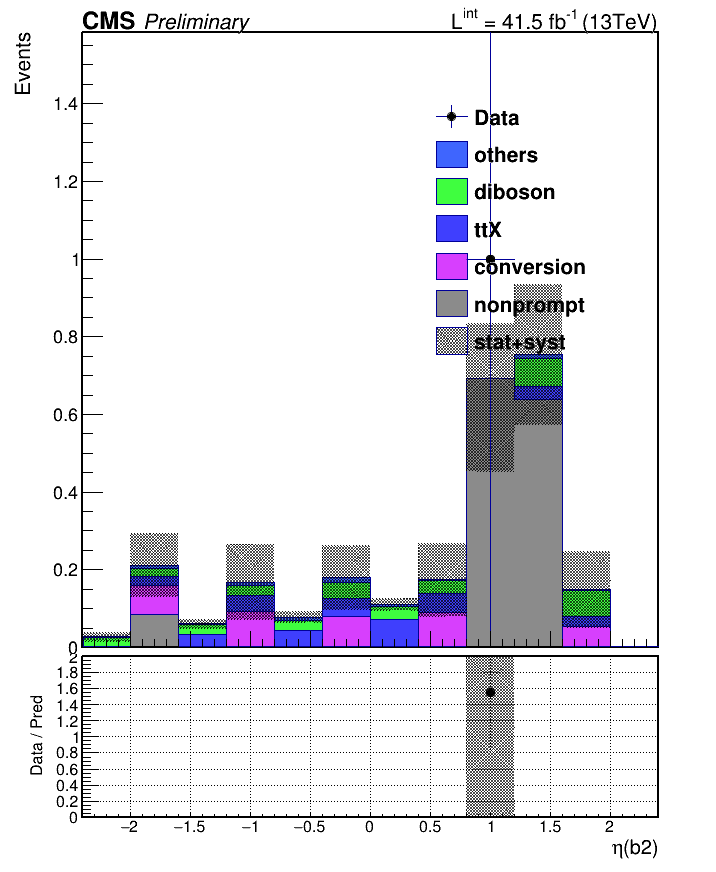 CMS Preliminary L^int = 41.5 fb^-1 (13TeV)
Events
1.4
1.2
1
0.8
0.6
0.4
0.2
0
Data
others
diboson
ttX
conversion
nonprompt
stat+syst
Data / Pred
2
1.8
1.6
1.4
1.2
1
0.8
0.6
0.4
0.2
0
−2 −1.5 −1 −0.5 0 0.5 1 1.5 2
η(b2)